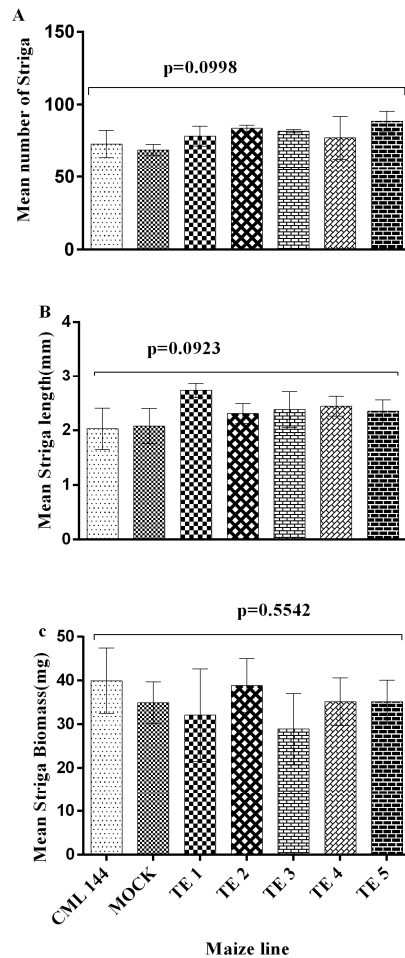 A
p=0.0998
Mean number of Striga
150
100
50
0
B
p=0.0923
Mean Striga length(mm)
4
3
2
1
0
c
p=0.5542
Mean Striga Biomass(mg)
50
40
30
20
10
0
CML 144
MOCK
TE 1
TE 2
TE 3
TE 4
TE 5
Maize line